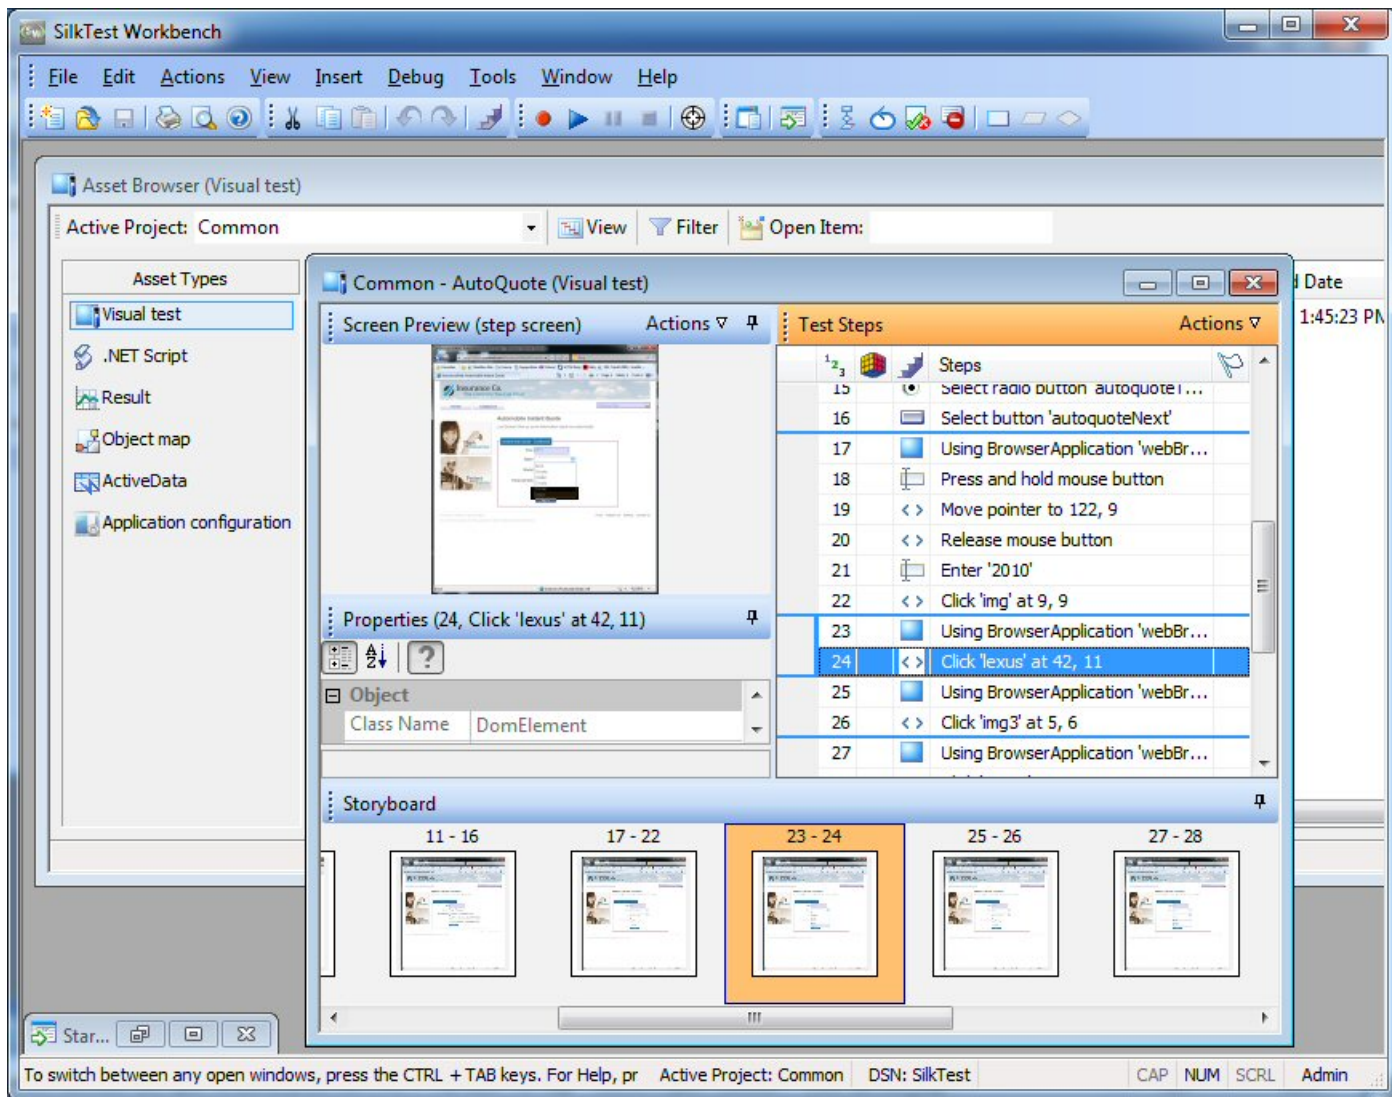 SilkTest Workbench
File Edit Actions View Insert Debug Tools Window Help
Asset Browser (Visual test)
Active Project: Common View Filter Open Item:
Asset Types
Visual test
.NET Script
Result
Object map
ActiveData
Application configuration
d Date
1:45:23 PM
Common - AutoQuote (Visual test)
Screen Preview (step screen) Actions
Insurance Co.
Automobile Instant Quote
Properties (24, Click 'lexus' at 42, 11)
Object
Class Name DomElement
Test Steps Actions
Steps
15 Select radio button 'autoquoteT...
16 Select button 'autoquoteNext'
17 Using BrowserApplication 'webBr...
18 Press and hold mouse button
19 Move pointer to 122, 9
20 Release mouse button
21 Enter '2010'
22 Click 'img' at 9, 9
23 Using BrowserApplication 'webBr...
24 Click 'lexus' at 42, 11
25 Using BrowserApplication 'webBr...
26 Click 'img3' at 5, 6
27 Using BrowserApplication 'webBr...
Storyboard
11 - 16 17 - 22 23 - 24 25 - 26 27 - 28
Star...
To switch between any open windows, press the CTRL + TAB keys. For Help, pr Active Project: Common DSN: SilkTest CAP NUM SCRL Admin